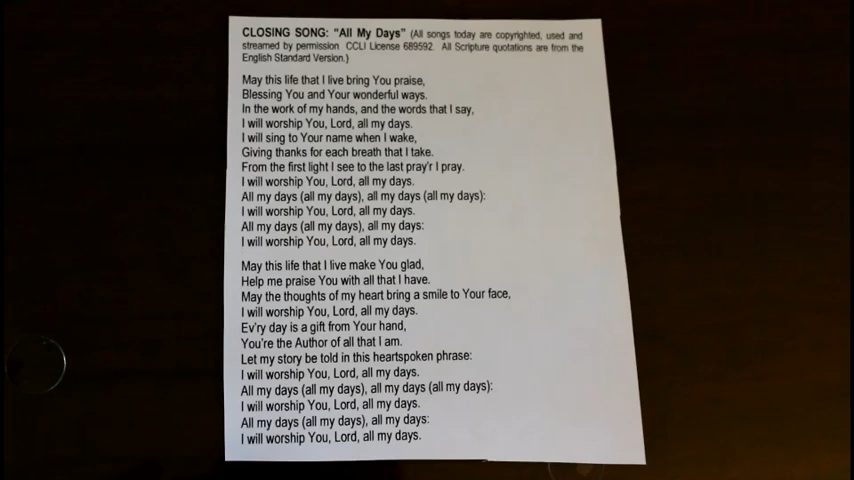 CLOSING SONG: "All My Days" (All songs today are copyrighted, used and
streamed by permission CCLI License 689592. All Scripture quotations are from the
English Standard Version.)
May this life that I live bring You praise,
Blessing You and Your wonderful ways.
In the work of my hands, and the words that I say,
I will worship You, Lord, all my days.
I will sing to Your name when I wake,
Giving thanks for each breath that I take.
From the first light I see to the last pray'r I pray.
I will worship You, Lord, all my days.
All my days (all my days), all my days (all my days):
I will worship You, Lord, all my days.
All my days (all my days), all my days:
I will worship You, Lord, all my days.
May this life that I live make You glad,
Help me praise You with all that I have.
May the thoughts of my heart bring a smile to Your face,
I will worship You, Lord, all my days.
Ev'ry day is a gift from Your hand,
You're the Author of all that I am.
Let my story be told in this heartspoken phrase:
I will worship You, Lord, all my days.
All my days (all my days), all my days (all my days):
I will worship You, Lord, all my days.
All my days (all my days), all my days:
I will worship You, Lord, all my days.